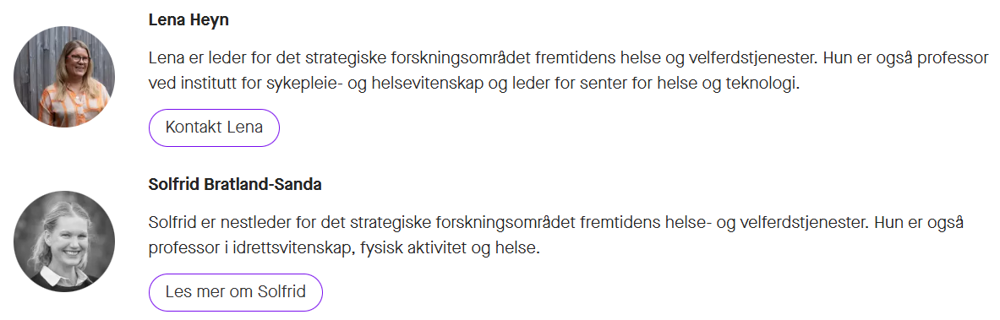 Lena Heyn
Lena er leder for det strategiske forskningsområdet fremtidens helse og velferdstjenester. Hun er også professor
ved institutt for sykepleie- og helsevitenskap og leder for senter for helse og teknologi.
Kontakt Lena
Solfrid Bratland-Sanda
Solfrid er nestleder for det strategiske forskningsområdet fremtidens helse- og velferdstjenester. Hun er også
professor i idrettsvitenskap, fysisk aktivitet og helse.
Les mer om Solfrid